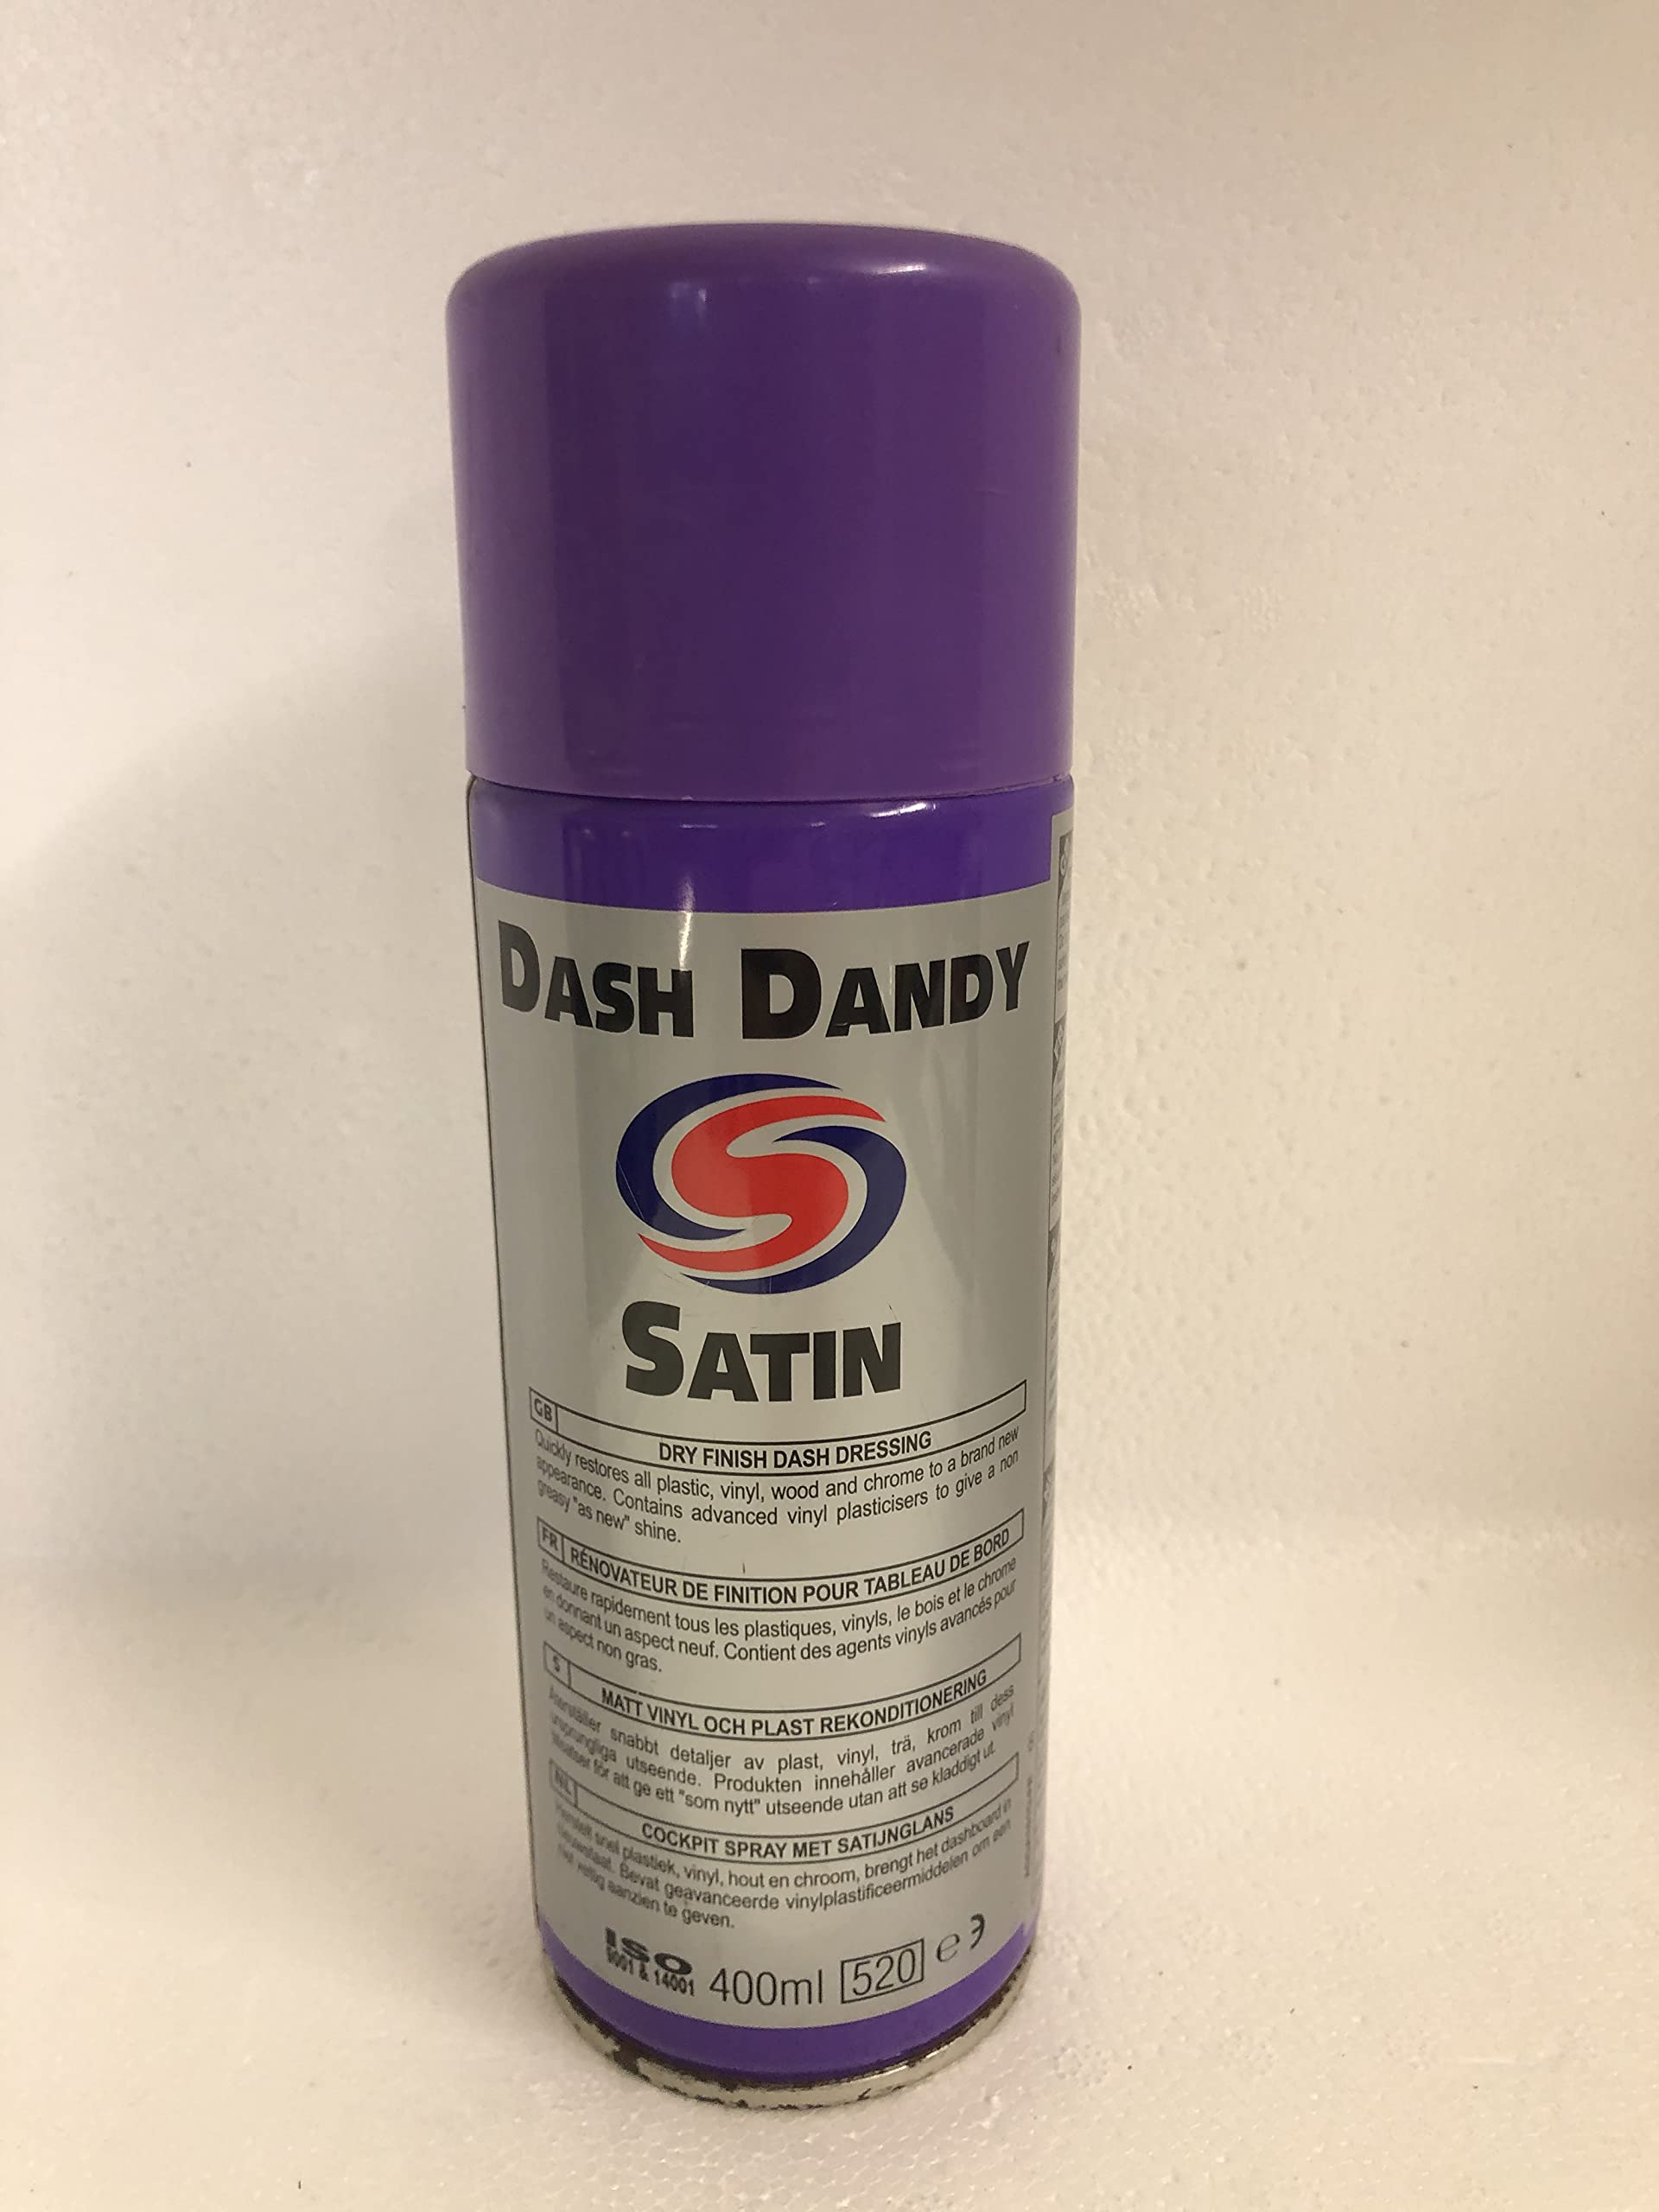 DASH DANDY
SATIN
GB
DRY FINISH DASH DRESSING
Quickly restores all plastic, vinyl, wood and chrome to a brand new
appearance. Contains advanced vinyl plasticisers to give a non
greasy "as new" shine.
FR RÉNOVATEUR DE FINITION POUR TABLEAU DE BORD
Restaure rapidement tous les plastiques, vinyls, le bois et le chrome
en donnant un aspect neuf. Contient des agents vinyls avancés pour
un aspect non gras.
S
MATT VINYL OCH PLAST REKONDITIONERING
Återställer snabbt detaljer av plast, vinyl, trä, krom till dess
ursprungliga utseende. Produkten innehåller avancerade vinyl
tillsatser för att ge ett "som nytt" utseende utan att se kladdigt ut.
NL
COCKPIT SPRAY MET SATIJNGLANS
Herstelt snel plastiek, vinyl, hout en chroom, brengt het dashboard in
nieuwstaat. Bevat geavanceerde vinylplastificeermiddelen om een
niet vettig aanzien te geven.
ISO
9001 & 14001
400ml 520 e